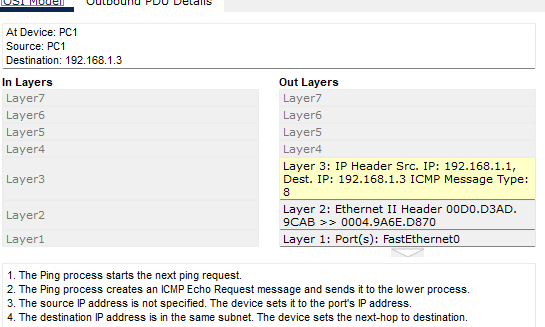 OSI Model Outbound PDU Details
At Device: PC1
Source: PC1
Destination: 192.168.1.3
In Layers Out Layers
Layer7 Layer7
Layer6 Layer6
Layer5 Layer5
Layer4 Layer4
Layer3 Layer 3: IP Header Src. IP: 192.168.1.1,
Dest. IP: 192.168.1.3 ICMP Message Type:
8
Layer2 Layer 2: Ethernet II Header 00D0.D3AD.
9CAB >> 0004.9A6E.D870
Layer1 Layer 1: Port(s): FastEthernet0
1. The Ping process starts the next ping request.
2. The Ping process creates an ICMP Echo Request message and sends it to the lower process.
3. The source IP address is not specified. The device sets it to the port's IP address.
4. The destination IP address is in the same subnet. The device sets the next-hop to destination.